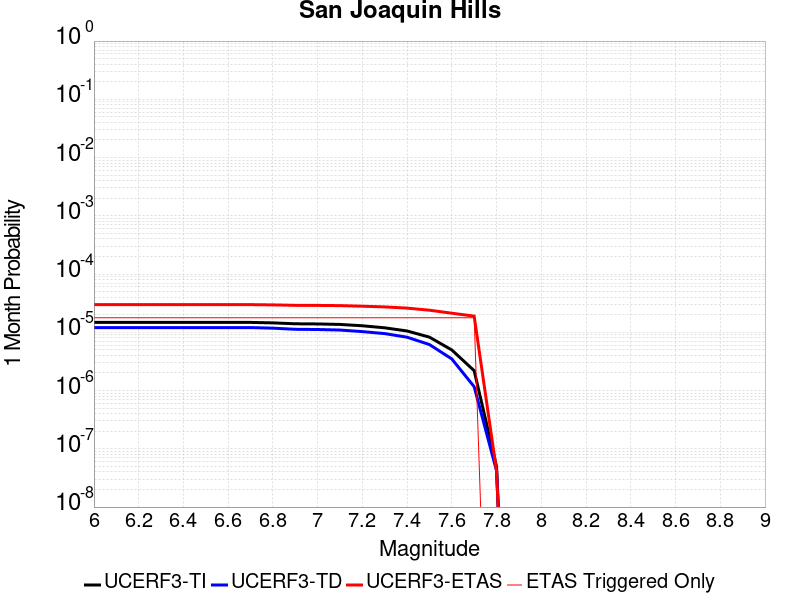 San Joaquin Hills
10^0
10^-1
10^-2
10^-3
10^-4
10^-5
10^-6
10^-7
10^-8
1 Month Probability
6 6.2 6.4 6.6 6.8 7 7.2 7.4 7.6 7.8 8 8.2 8.4 8.6 8.8 9
Magnitude
UCERF3-TI UCERF3-TD UCERF3-ETAS ETAS Triggered Only